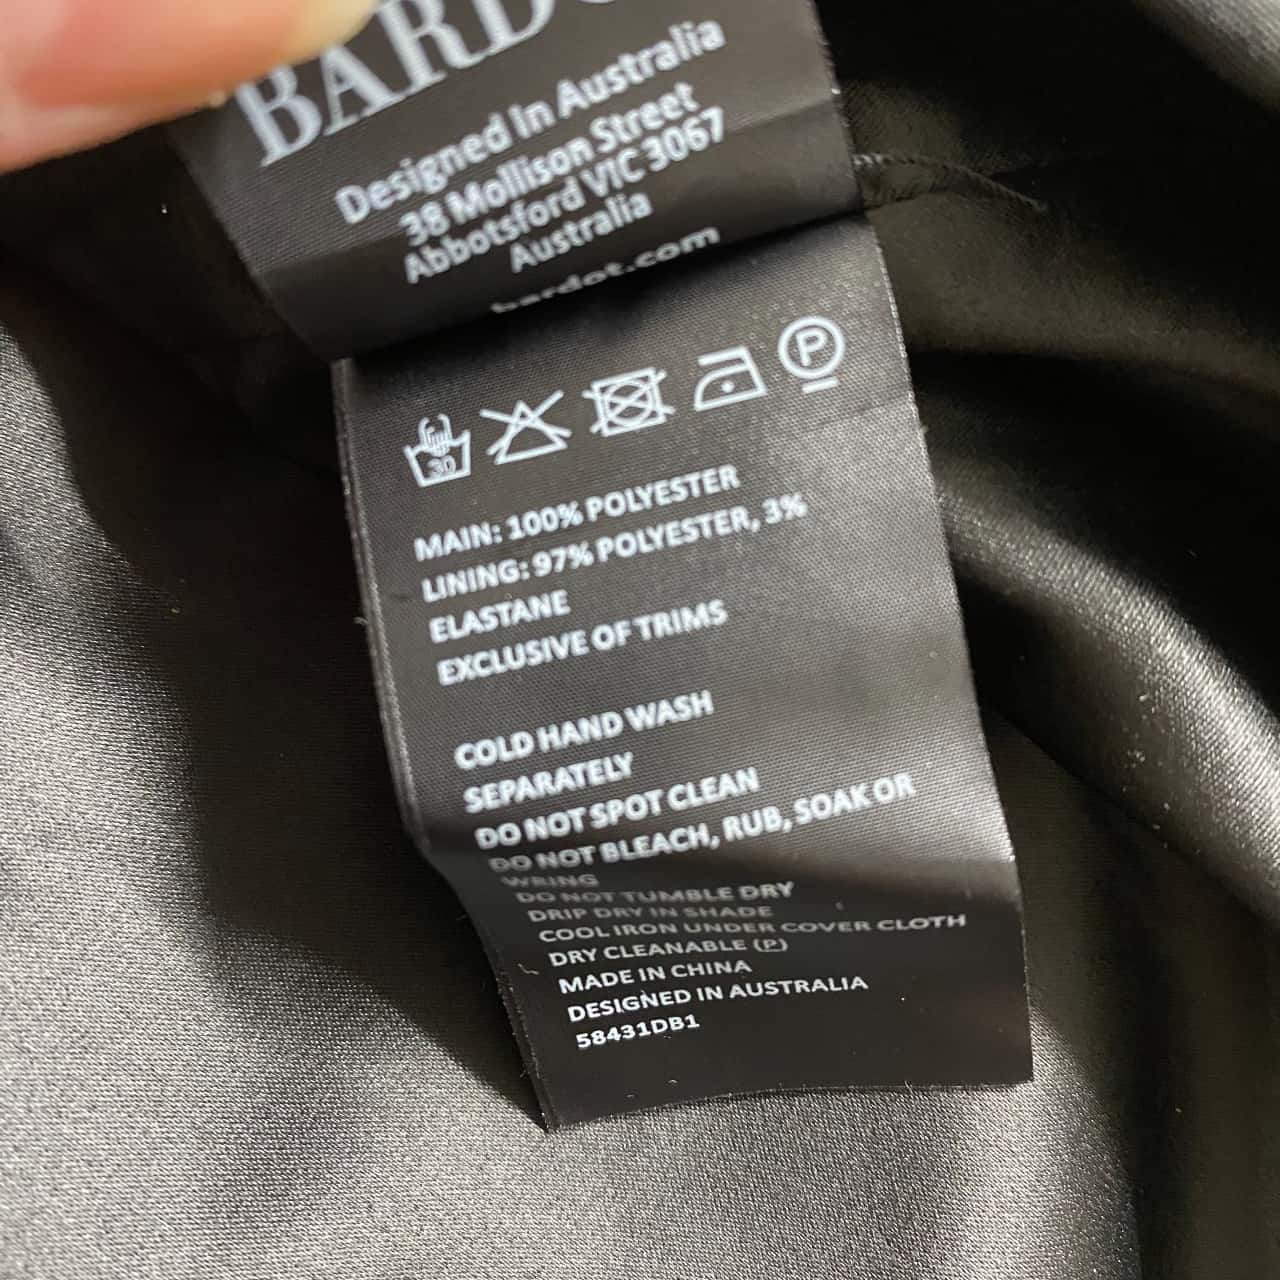 BARDO
Designed In Australia
38 Mollison Street
Abbotsford VIC 3067
Australia
bardot.com
30
P
MAIN: 100% POLYESTER
LINING: 97% POLYESTER, 3%
ELASTANE
EXCLUSIVE OF TRIMS
COLD HAND WASH
SEPARATELY
DO NOT SPOT CLEAN
DO NOT BLEACH, RUB, SOAK OR
WRING
DO NOT TUMBLE DRY
DRIP DRY IN SHADE
COOL IRON UNDER COVER CLOTH
DRY CLEANABLE (P)
MADE IN CHINA
DESIGNED IN AUSTRALIA
58431DB1